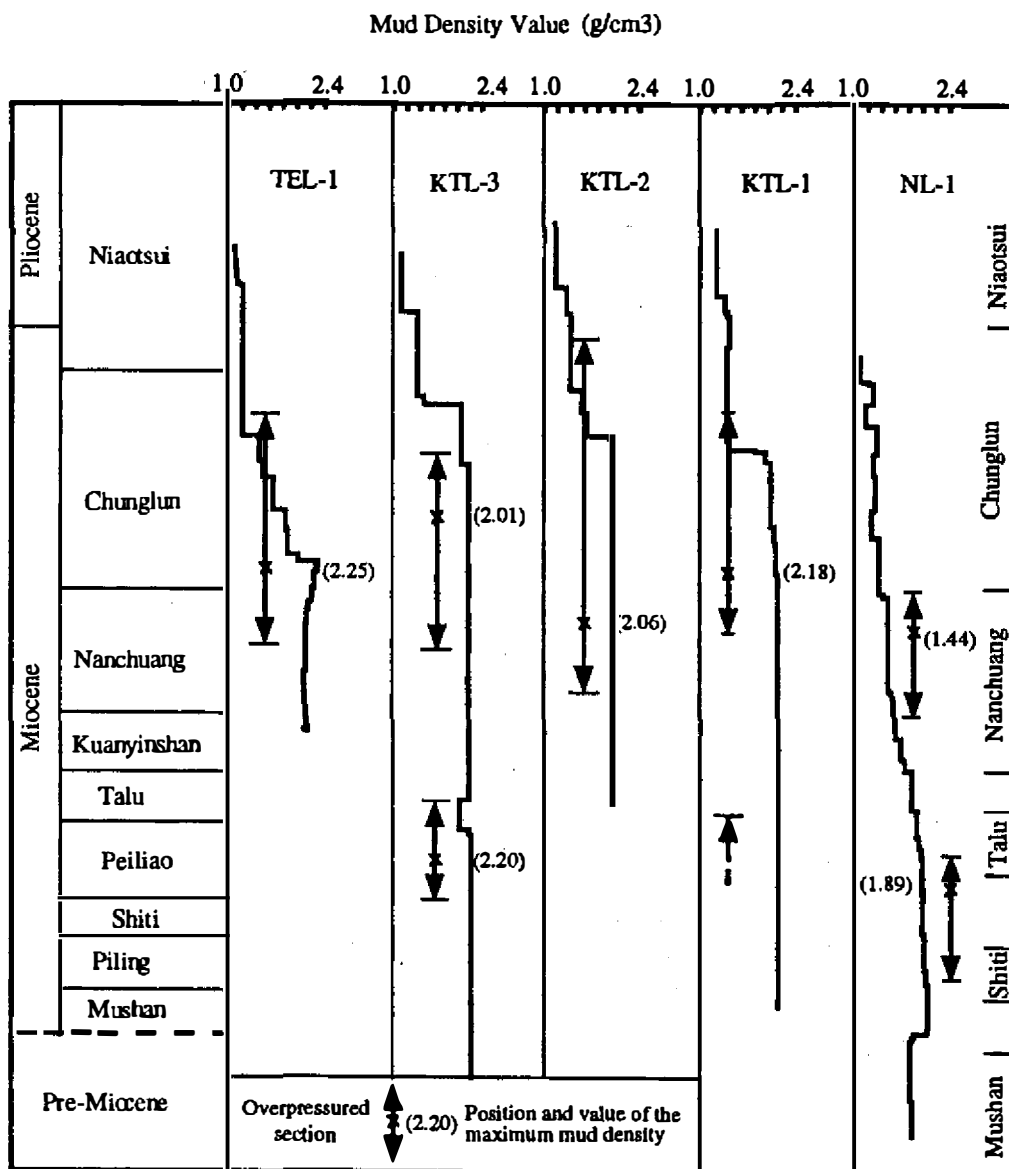 Mud Density Value (g/cm3)
1.0 2.4 1.0 2.4 1.0 2.4 1.0 2.4 1.0 2.4
TEL-1 KTL-3 KTL-2 KTL-1 NL-1
Pliocene
Niaotsui
Niaotsui
Miocene
Chunglun
Chunglun
(2.01)
(2.25)
(2.18)
(2.06)
(1.44)
Nanchuang
Nanchuang
Kuanyinshan
Talu
Talu
Peiliao
(2.20)
(1.89)
Shiti
Piling
Shiti
Mushan
Pre-Miocene
Mushan
Overpressured
section
(2.20)
Position and value of the
maximum mud density